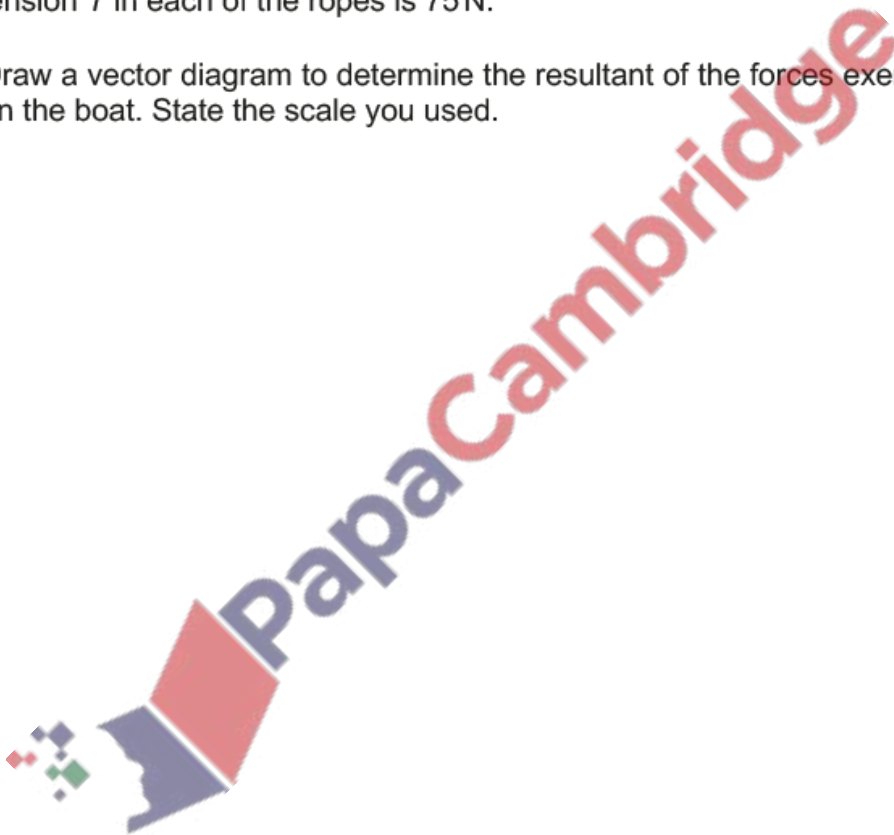 ension T in each of the ropes is 75 N.
raw a vector diagram to determine the resultant of the forces exe
n the boat. State the scale you used.
PapaCambridge